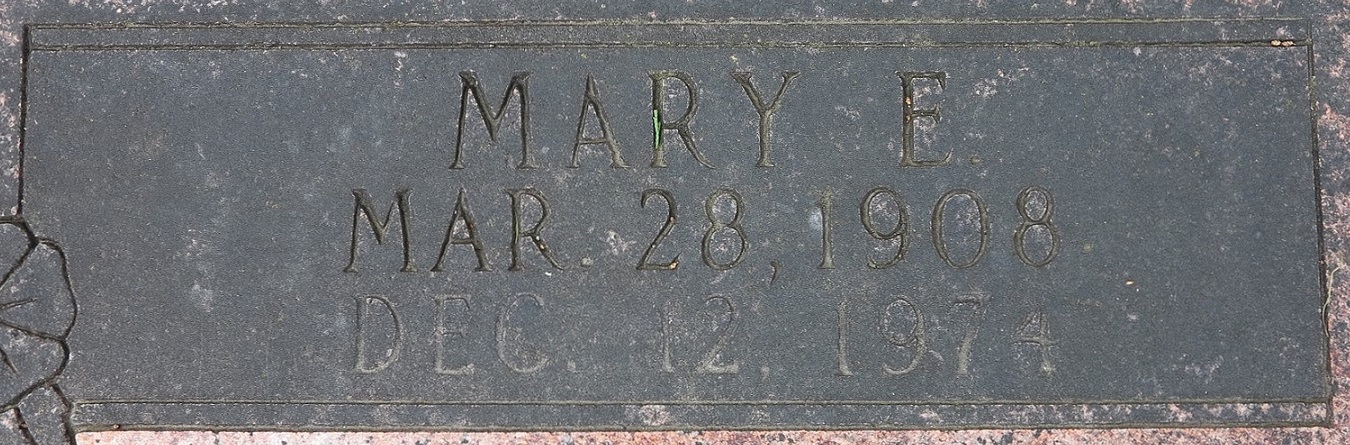 MARY E.
MAR. 28, 1908
DEC. 12, 1974